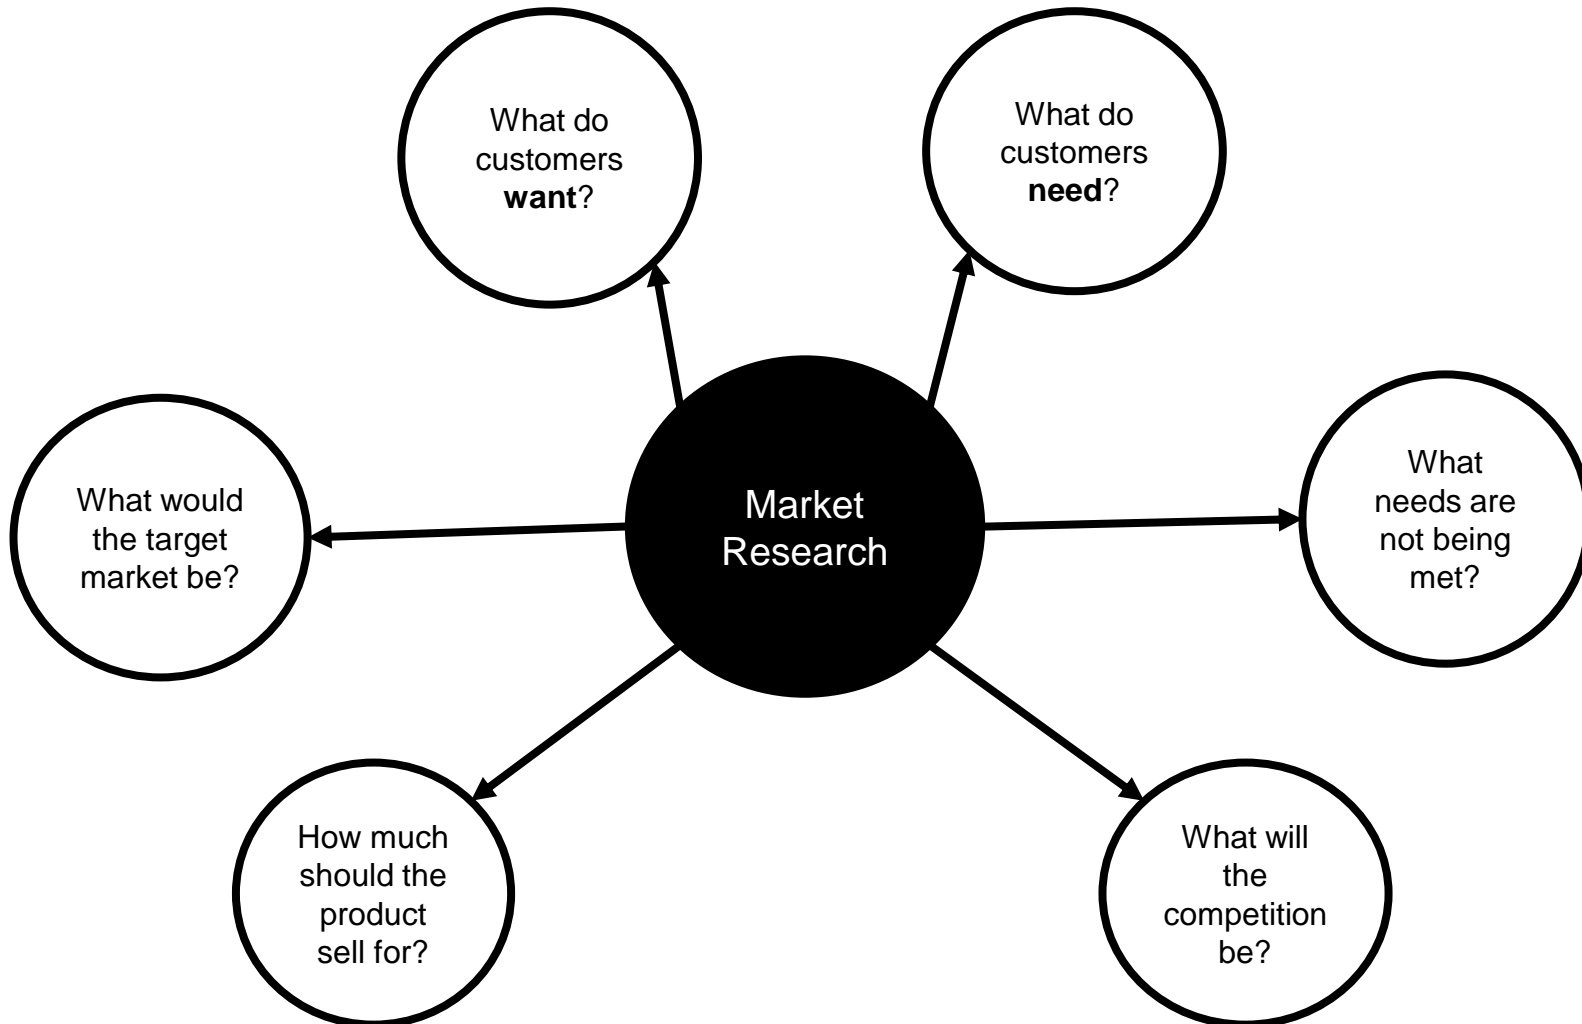 What do
customers
want?
What do
customers
need?
What would
the target
market be?
Market
Research
What
needs are
not being
met?
How much
should the
product
sell for?
What will
the
competition
be?